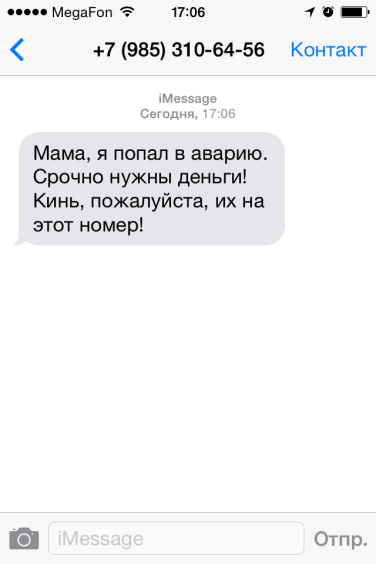 MegaFon 17:06
+7 (985) 310-64-56 Контакт
iMessage
Сегодня, 17:06
Мама, я попал в аварию.
Срочно нужны деньги!
Кинь, пожалуйста, их на
этот номер!
iMessage Отпр.